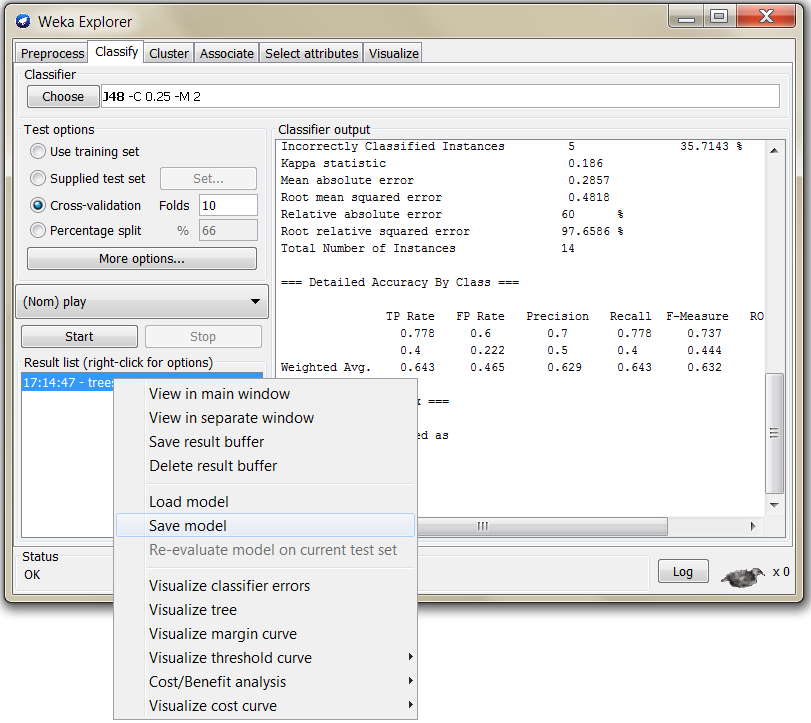 Weka Explorer
Preprocess Classify Cluster Associate Select attributes Visualize
Classifier
Choose J48 -C 0.25 -M 2
Test options
Use training set
Supplied test set Set...
Cross-validation Folds 10
Percentage split % 66
More options...
(Nom) play
Start Stop
Result list (right-click for options)
17:14:47 - trees
Classifier output
Incorrectly Classified Instances 5 35.7143 %
Kappa statistic 0.186
Mean absolute error 0.2857
Root mean squared error 0.4818
Relative absolute error 60 %
Root relative squared error 97.6586 %
Total Number of Instances 14
=== Detailed Accuracy By Class ===
TP Rate FP Rate Precision Recall F-Measure RO
0.778 0.6 0.7 0.778 0.737
0.4 0.222 0.5 0.4 0.444
Weighted Avg. 0.643 0.465 0.629 0.643 0.632
x ===
ed as
View in main window
View in separate window
Save result buffer
Delete result buffer
Load model
Save model
Re-evaluate model on current test set
Visualize classifier errors
Visualize tree
Visualize margin curve
Visualize threshold curve
Cost/Benefit analysis
Visualize cost curve
Status
OK
Log x 0